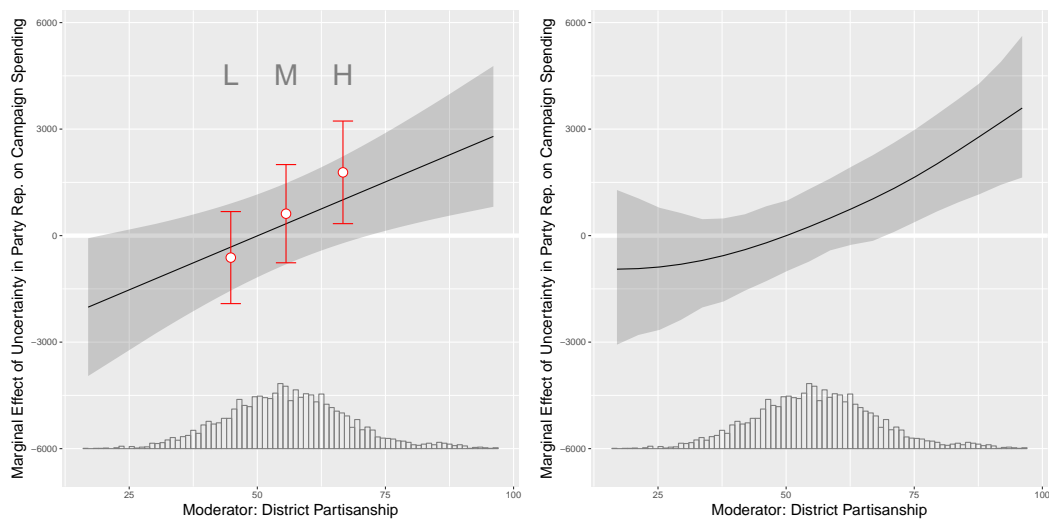 Marginal Effect of Uncertainty in Party Rep. on Campaign Spending
6000
3000
0
−3000
−6000
L M H
25 50 75 100
Moderator: District Partisanship
Marginal Effect of Uncertainty in Party Rep. on Campaign Spending
6000
3000
0
−3000
−6000
25 50 75 100
Moderator: District Partisanship